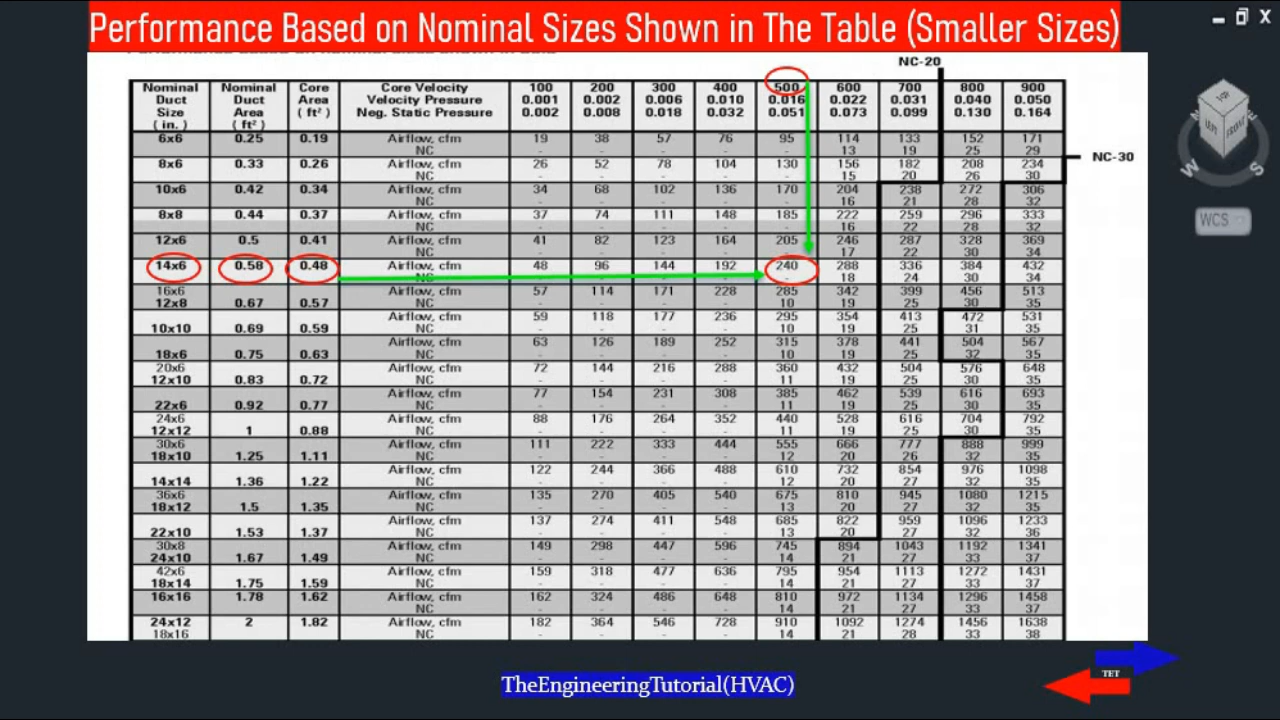 Performance Based on Nominal Sizes Shown in The Table (Smaller Sizes)
NC-20
Nominal Duct Size (in.) Nominal Duct Area (ft²) Core Area (ft²) Core Velocity Velocity Pressure Neg. Static Pressure
100 200 300 400 500 600 700 800 900
0.001 0.002 0.006 0.010 0.016 0.022 0.031 0.040 0.050
0.002 0.008 0.018 0.032 0.051 0.073 0.099 0.130 0.164
6x6 0.25 0.19 Airflow, cfm 19 38 57 76 95 114 133 152 171
NC - - - - - 13 19 25 29
NC-30
8x6 0.33 0.26 Airflow, cfm 26 52 78 104 130 156 182 208 234
NC - - - - - 15 20 26 30
10x6 0.42 0.34 Airflow, cfm 34 68 102 136 170 204 238 272 306
NC - - - - - 16 21 28 32
8x8 0.44 0.37 Airflow, cfm 37 74 111 148 185 222 259 296 333
NC - - - - - 16 22 28 32
12x6 0.5 0.41 Airflow, cfm 41 82 123 164 205 246 287 328 369
NC - - - - - 17 22 30 34
14x6 0.58 0.48 Airflow, cfm 48 96 144 192 240 288 336 384 432
NC - - - - - 18 24 30 34
16x6 Airflow, cfm 57 114 171 228 285 342 399 456 513
12x8 0.67 0.57 NC - - - - 10 19 25 30 35
Airflow, cfm 59 118 177 236 295 354 413 472 531
10x10 0.69 0.59 NC - - - - 10 19 25 31 35
Airflow, cfm 63 126 189 252 315 378 441 504 567
18x6 0.75 0.63 NC - - - - 10 19 25 32 35
20x6 Airflow, cfm 72 144 216 288 360 432 504 576 648
12x10 0.83 0.72 NC - - - - 11 19 25 30 35
Airflow, cfm 77 154 231 308 385 462 539 616 693
22x6 0.92 0.77 NC - - - - 11 19 25 30 35
24x6 Airflow, cfm 88 176 264 352 440 528 616 704 792
12x12 1 0.88 NC - - - - 11 19 25 30 35
30x6 Airflow, cfm 111 222 333 444 555 666 777 888 999
18x10 1.25 1.11 NC - - - - 12 20 26 32 35
Airflow, cfm 122 244 366 488 610 732 854 976 1098
14x14 1.36 1.22 NC - - - - 12 20 27 32 35
36x6 Airflow, cfm 135 270 405 540 675 810 945 1080 1215
18x12 1.5 1.35 NC - - - - 13 20 27 32 35
Airflow, cfm 137 274 411 548 685 822 959 1096 1233
22x10 1.53 1.37 NC - - - - 13 20 27 32 36
30x8 Airflow, cfm 149 298 447 596 745 894 1043 1192 1341
24x10 1.67 1.49 NC - - - - 14 21 27 33 37
42x6 Airflow, cfm 159 318 477 636 795 954 1113 1272 1431
18x14 1.75 1.59 NC - - - - 14 21 27 33 37
16x16 1.78 1.62 Airflow, cfm 162 324 486 648 810 972 1134 1296 1458
NC - - - - 14 21 27 33 37
24x12 2 1.82 Airflow, cfm 182 364 546 728 910 1092 1274 1456 1638
18x16 NC - - - - 14 21 28 33 38
TOP
LEFT
W
S
WCS
TET
TheEngineeringTutorial(HVAC)